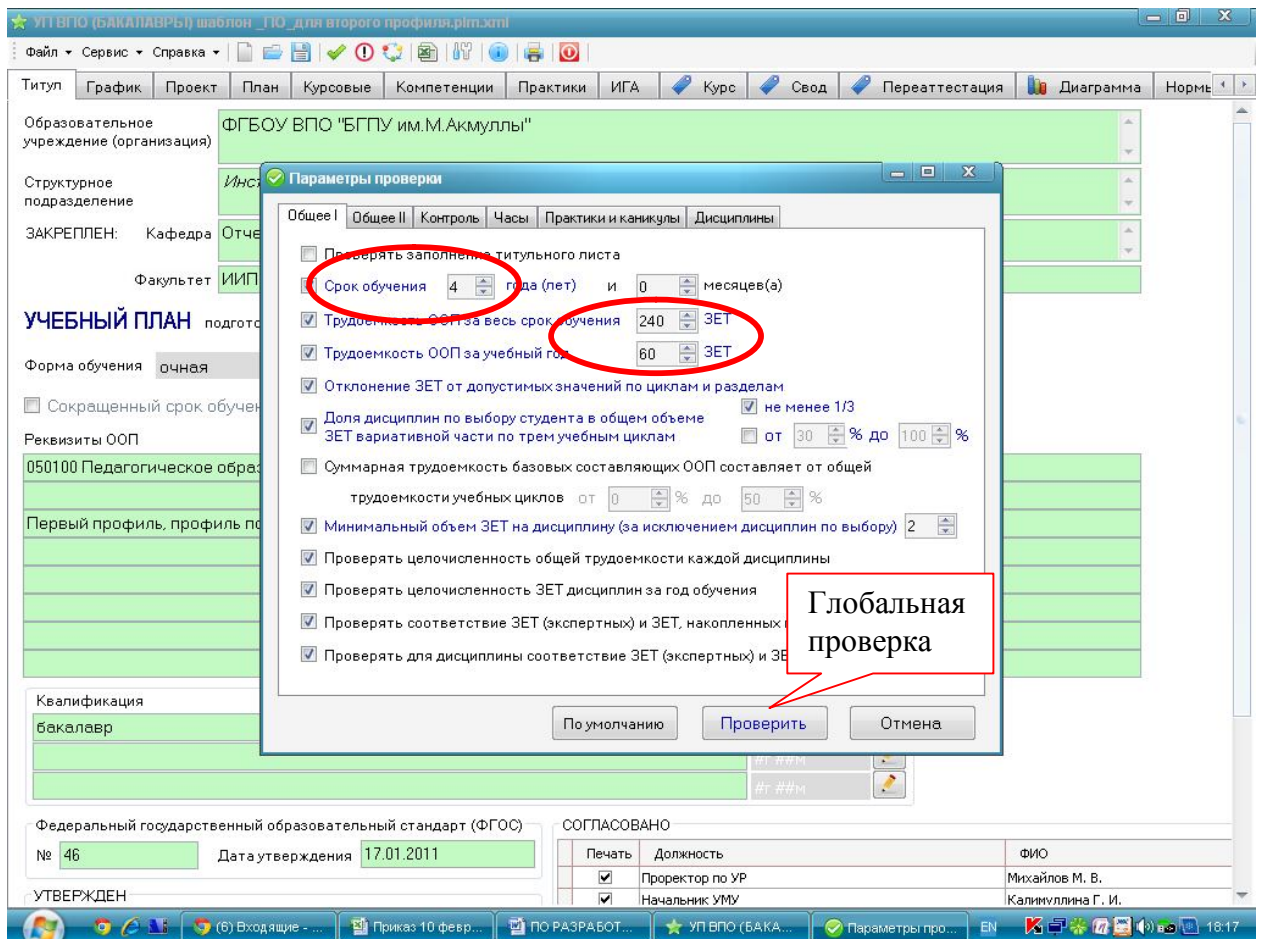 УП ВПО (БАКАЛАВРЫ) шаблон _ПО_для второго профиля.plm.xml
Файл Сервис Справка
Титул График Проект План Курсовые Компетенции Практики ИГА Курс Свод Переаттестация Диаграмма Нормы
Образовательное
учреждение (организация)
ФГБОУ ВПО "БГПУ им.М.Акмуллы"
Структурное
подразделение
ЗАКРЕПЛЕН: Кафедра Отче
Факультет ИИП
УЧЕБНЫЙ ПЛАН подгото
Форма обучения очная
Сокращенный срок обучен
Реквизиты ООП
050100 Педагогическое образ
Первый профиль, профиль по
Параметры проверки
Общее I Общее II Контроль Часы Практики и каникулы Дисциплины
Проверять заполнение титульного листа
Срок обучения 4 года (лет) и 0 месяцев(а)
Трудоемкость ООП за весь срок обучения 240 ЗЕТ
Трудоемкость ООП за учебный год 60 ЗЕТ
Отклонение ЗЕТ от допустимых значений по циклам и разделам
Доля дисциплин по выбору студента в общем объеме
ЗЕТ вариативной части по трем учебным циклам
не менее 1/3
от 30 % до 100 %
Суммарная трудоемкость базовых составляющих ООП составляет от общей
трудоемкости учебных циклов от 0 % до 50 %
Минимальный объем ЗЕТ на дисциплину (за исключением дисциплин по выбору) 2
Проверять целочисленность общей трудоемкости каждой дисциплины
Проверять целочисленность ЗЕТ дисциплин за год обучения
Проверять соответствие ЗЕТ (экспертных) и ЗЕТ, накопленных
Проверять для дисциплины соответствие ЗЕТ (экспертных) и ЗЕ
Глобальная
проверка
По умолчанию Проверить Отмена
Квалификация
бакалавр
#г ##м
#г ##м
Федеральный государственный образовательный стандарт (ФГОС)
№ 46 Дата утверждения 17.01.2011
УТВЕРЖДЕН
СОГЛАСОВАНО
Печать Должность ФИО
Проректор по УР Михайлов М. В.
Начальник УМУ Калимуллина Г. И.
(6) Входящие - ... Приказ 10 февр... ПО РАЗРАБОТ... УП ВПО (БАКА... Параметры про... EN 18:17